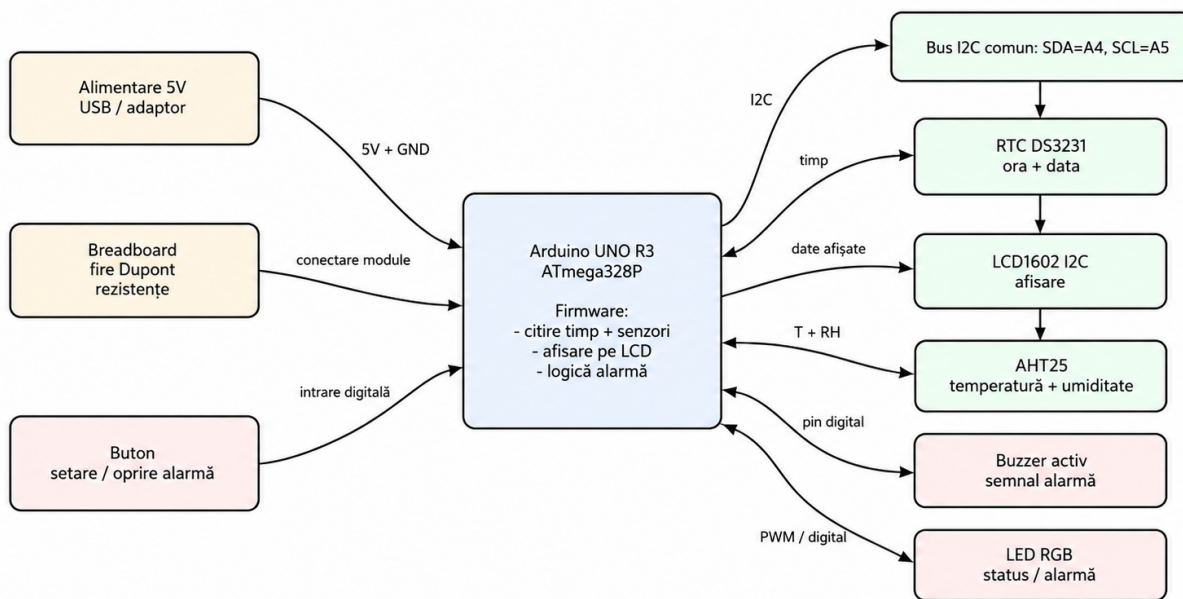 Alimentare 5V
USB / adaptor
5V + GND
Breadboard
fire Dupont
rezistențe
conectare module
Buton
setare / oprire alarmă
intrare digitală
Arduino UNO R3
ATmega328P
Firmware:
- citire timp + senzori
- afisare pe LCD
- logică alarmă
I2C
Bus I2C comun: SDA=A4, SCL=A5
timp
RTC DS3231
ora + data
date afișate
LCD1602 I2C
afisare
T + RH
AHT25
temperatură + umiditate
pin digital
Buzzer activ
semnal alarmă
PWM / digital
LED RGB
status / alarmă